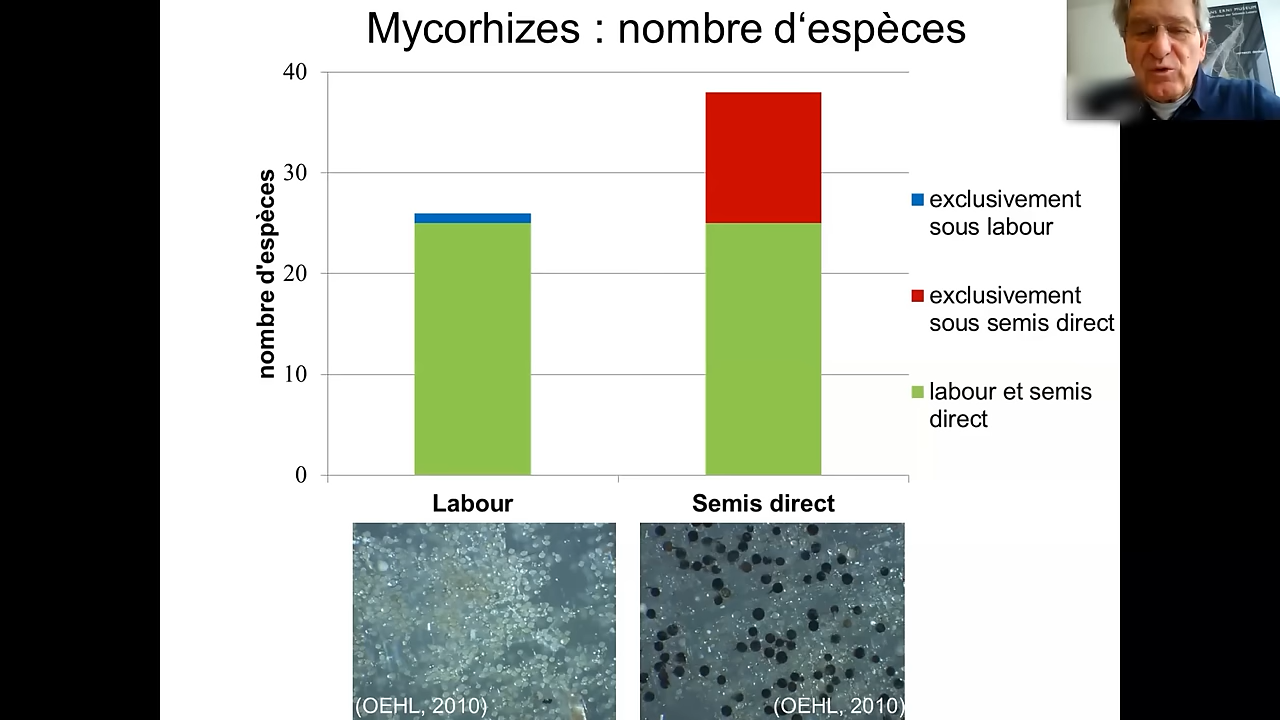 Mycorhizes : nombre d‘espèces
nombre d'espèces
40
30
20
10
0
exclusivement
sous labour
exclusivement
sous semis direct
labour et semis
direct
Labour
Semis direct
(OEHL, 2010)
(OEHL, 2010)